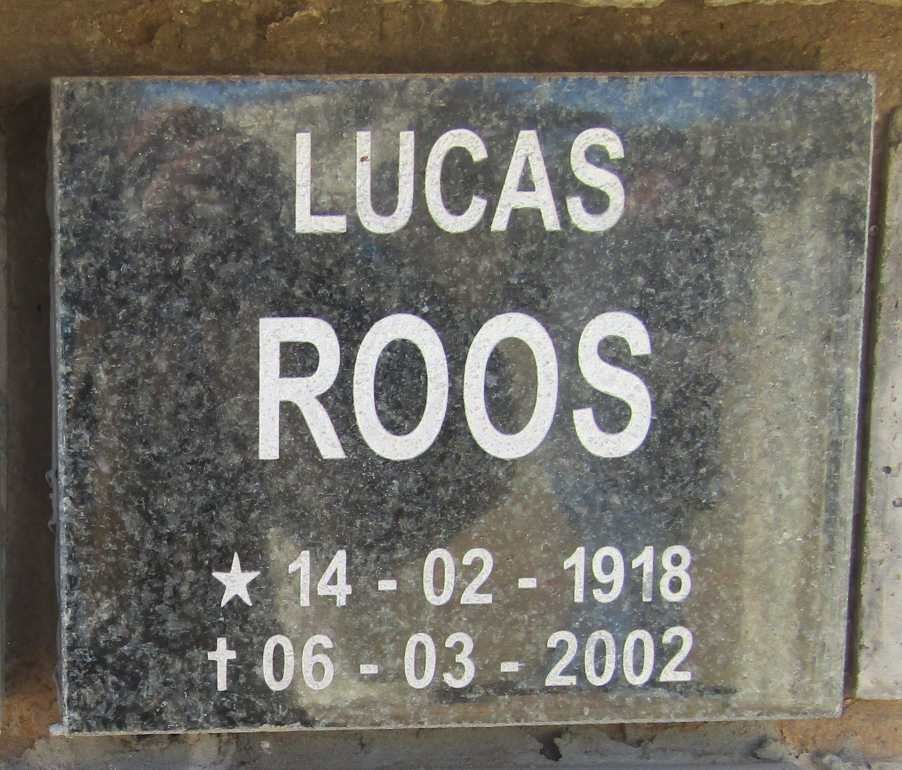 LUCAS
ROOS
★ 14 - 02 - 1918
✝ 06 - 03 - 2002